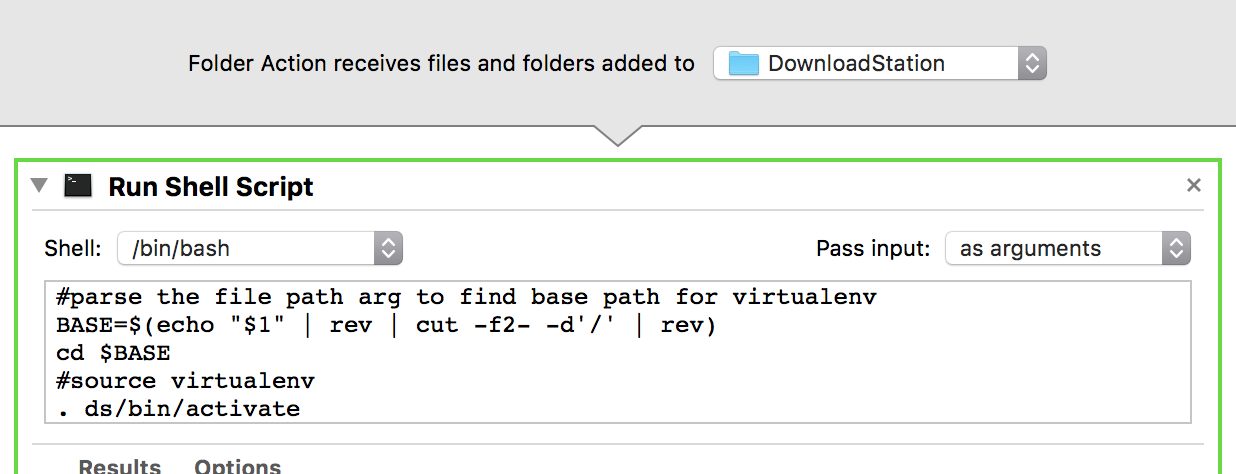 Folder Action receives files and folders added to DownloadStation
Run Shell Script
Shell: /bin/bash Pass input: as arguments
#parse the file path arg to find base path for virtualenv
BASE=$(echo "$1" | rev | cut -f2- -d'/' | rev)
cd $BASE
#source virtualenv
. ds/bin/activate
Results Options